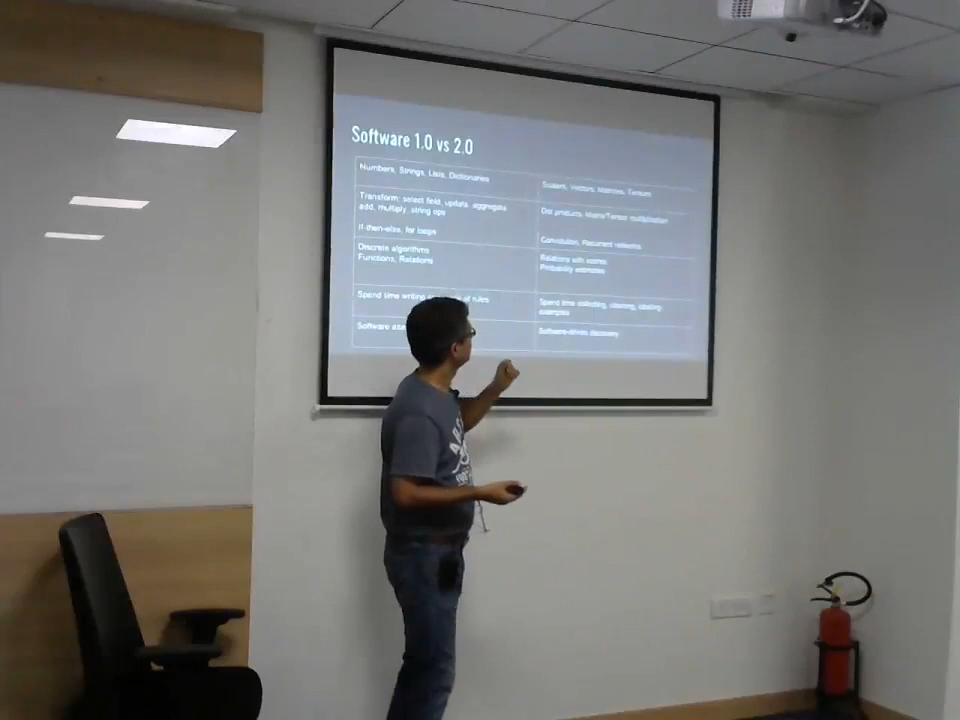 Software 1.0 vs 2.0
Numbers, Strings, Lists, Dictionaries
Scalars, Vectors, Matrices, Tensors
Transform: select field, update, aggregate
add, multiply, string ops
If-then-else, for loops
Dot products, Matrix/Tensor multiplication
Convolution, Recurrent networks
Discrete algorithms
Functions, Relations
Relations with scores
Probability estimates
Spend time writing of rules
Spend time collecting, cleaning, labeling
examples
Software
Software-driven discovery